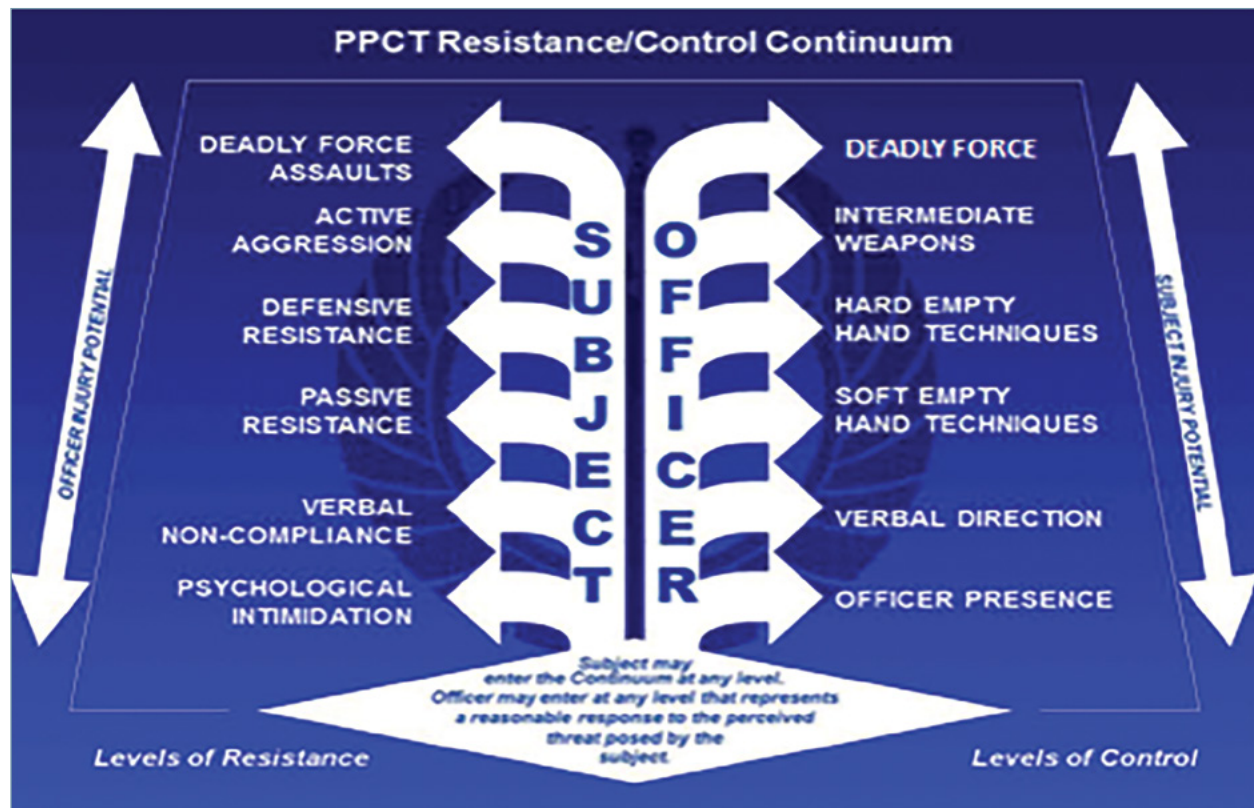 PPCT Resistance/Control Continuum
OFFICER INJURY POTENTIAL
DEADLY FORCE
ASSAULTS
ACTIVE
AGGRESSION
DEFENSIVE
RESISTANCE
PASSIVE
RESISTANCE
VERBAL
NON-COMPLIANCE
PSYCHOLOGICAL
INTIMIDATION
SUBJECT
OFFICER
DEADLY FORCE
INTERMEDIATE
WEAPONS
HARD EMPTY
HAND TECHNIQUES
SOFT EMPTY
HAND TECHNIQUES
VERBAL DIRECTION
OFFICER PRESENCE
SUBJECT INJURY POTENTIAL
Subject may
enter the Continuum at any level.
Officer may enter at any level that represents
a reasonable response to the perceived
threat posed by the
subject.
Levels of Resistance
Levels of Control